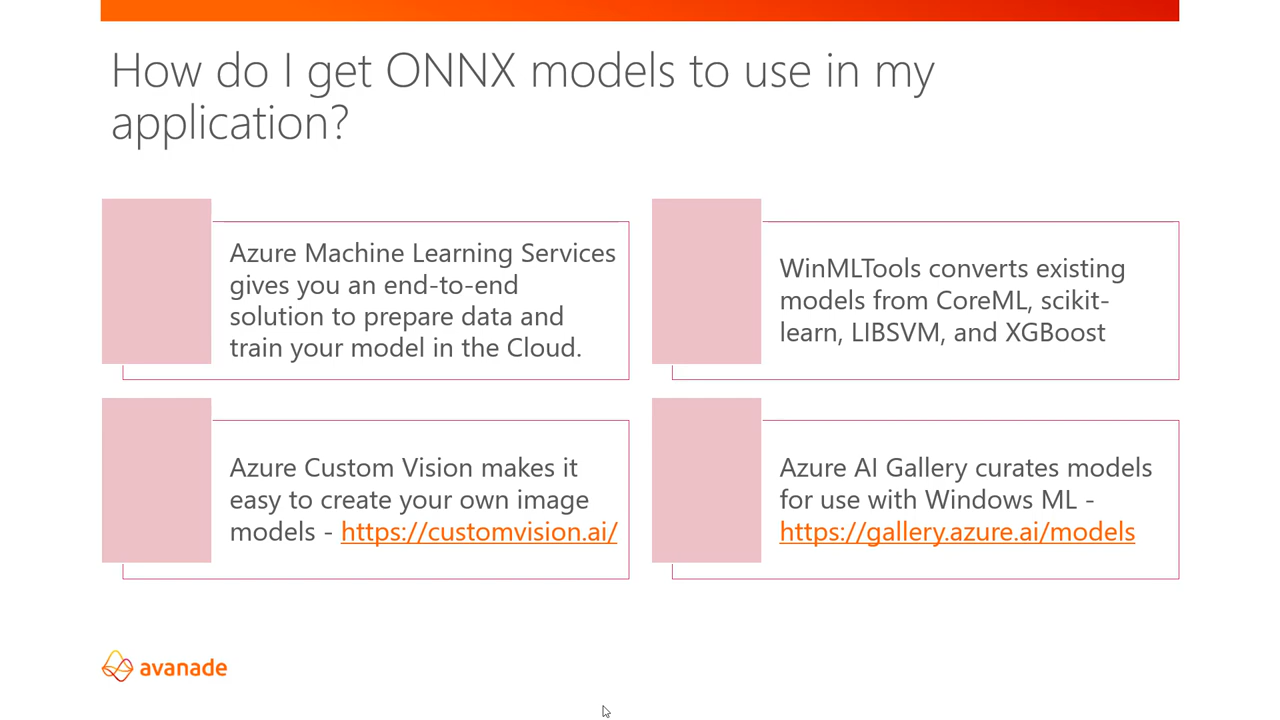 How do I get ONNX models to use in my
application?
Azure Machine Learning Services
gives you an end-to-end
solution to prepare data and
train your model in the Cloud.
WinMLTools converts existing
models from CoreML, scikit-
learn, LIBSVM, and XGBoost
Azure Custom Vision makes it
easy to create your own image
models - https://customvision.ai/
Azure AI Gallery curates models
for use with Windows ML -
https://gallery.azure.ai/models
avanade